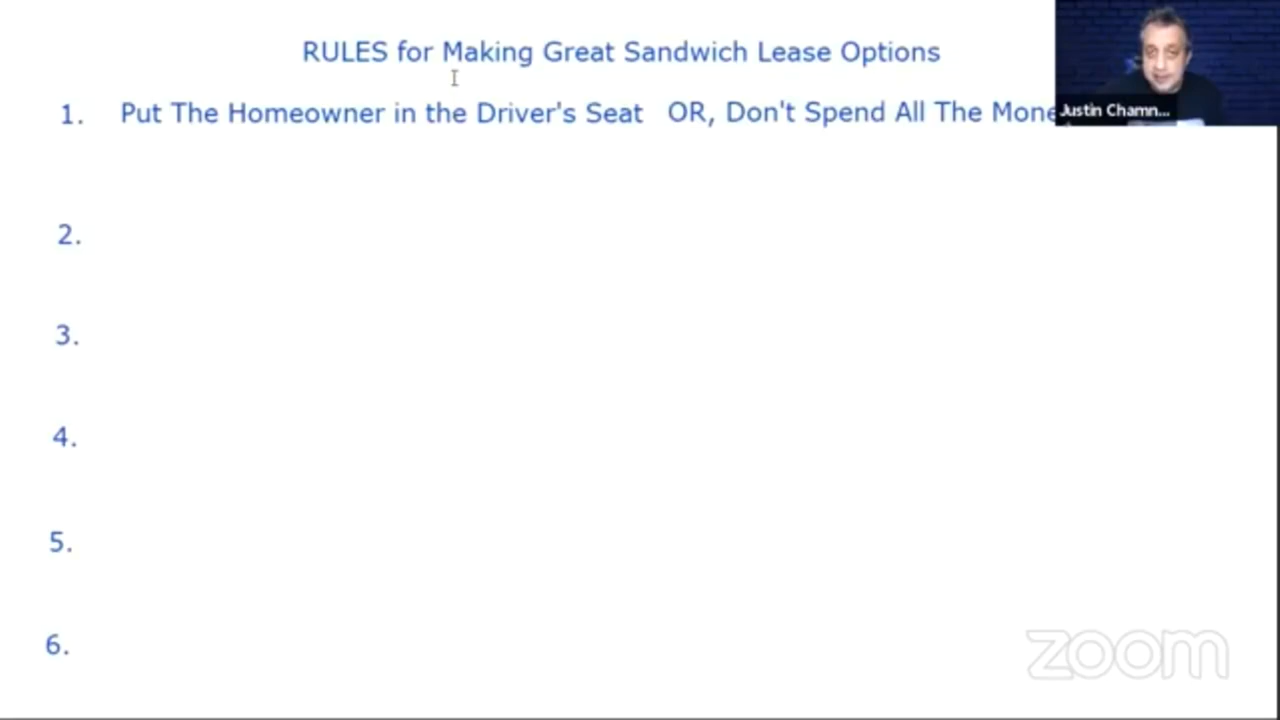 RULES for Making Great Sandwich Lease Options
1. Put The Homeowner in the Driver's Seat OR, Don't Spend All The Mone
Justin Chamn...
2.
3.
4.
5.
6.
zoom